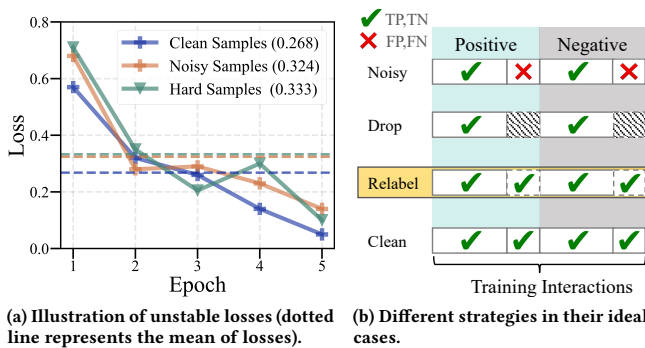 0.8
0.6
0.4
0.2
0.0
Loss
1
2
3
4
5
Epoch
Clean Samples (0.268)
Noisy Samples (0.324)
Hard Samples (0.333)
(a) Illustration of unstable losses (dotted
line represents the mean of losses).
TP,TN
FP,FN
Positive
Negative
Noisy
Drop
Relabel
Clean
Training Interactions
(b) Different strategies in their ideal
cases.